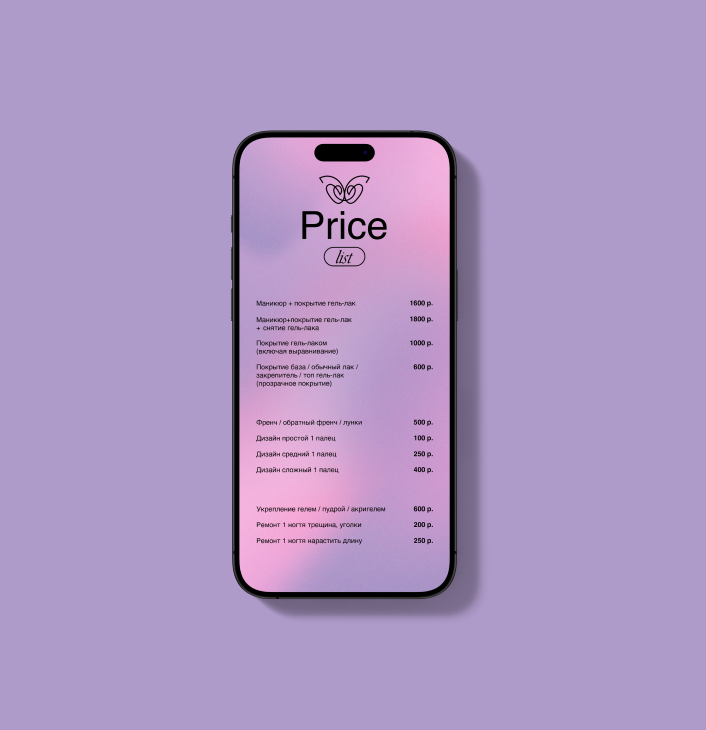 Price
list
Маникюр + покрытие гель-лак 1600 р.
Маникюр+покрытие гель-лак 1800 р.
+ снятие гель-лака
Покрытие гель-лаком 1000 р.
(включая выравнивание)
Покрытие база / обычный лак / 600 р.
закрепитель / топ гель-лак
(прозрачное покрытие)
Френч / обратный френч / лунки 500 р.
Дизайн простой 1 палец 100 р.
Дизайн средний 1 палец 250 р.
Дизайн сложный 1 палец 400 р.
Укрепление гелем / пудрой / акригелем 600 р.
Ремонт 1 ногтя трещина, уголки 200 р.
Ремонт 1 ногтя нарастить длину 250 р.